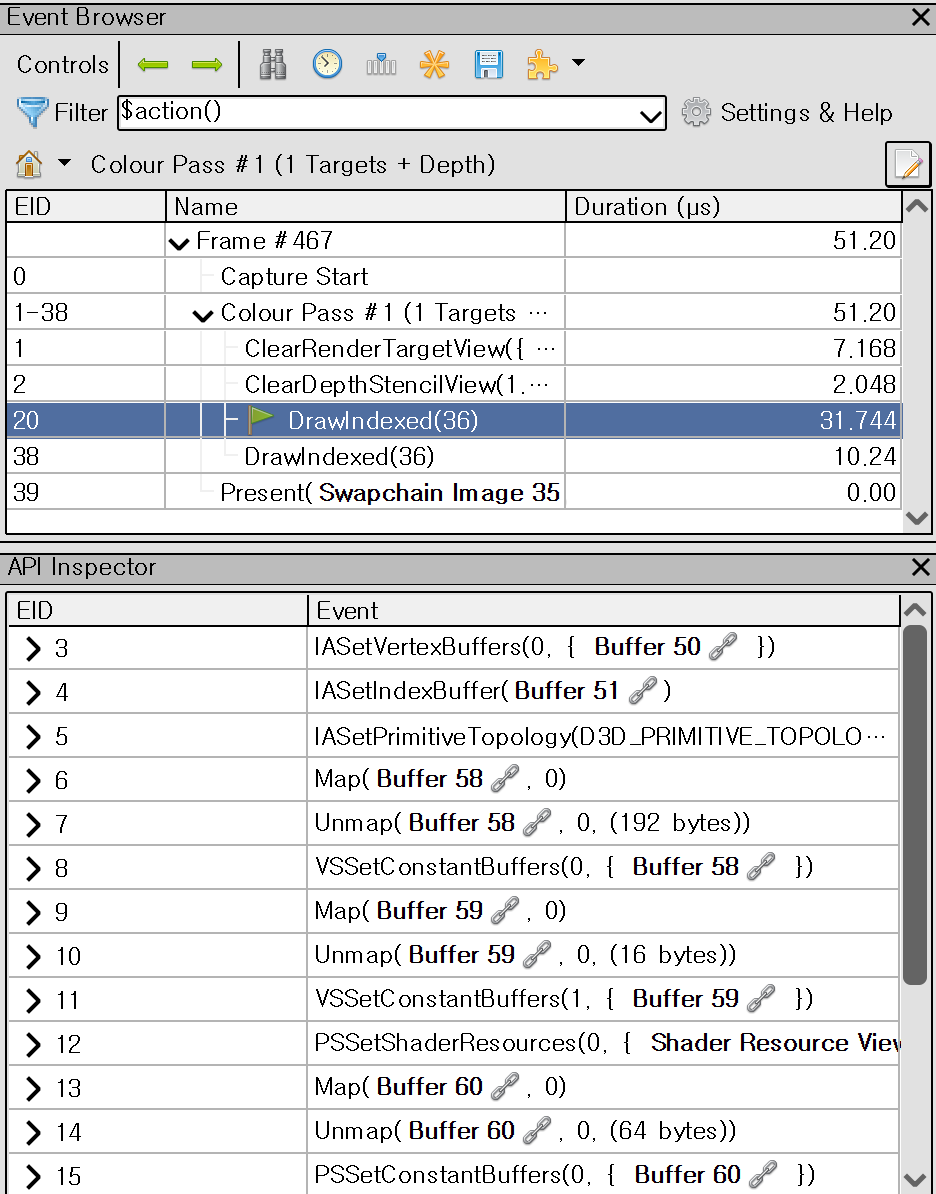 Event Browser
Controls
Filter $action() Settings & Help
Colour Pass #1 (1 Targets + Depth)
EID Name Duration (μs)
Frame #467 51.20
0 Capture Start
1-38 Colour Pass #1 (1 Targets ··· 51.20
1 ClearRenderTargetView({ ··· 7.168
2 ClearDepthStencilView(1.··· 2.048
20 DrawIndexed(36) 31.744
38 DrawIndexed(36) 10.24
39 Present( Swapchain Image 35 0.00
API Inspector
EID Event
3 IASetVertexBuffers(0, { Buffer 50 })
4 IASetIndexBuffer( Buffer 51 )
5 IASetPrimitiveTopology(D3D_PRIMITIVE_TOPOLO···
6 Map( Buffer 58 , 0)
7 Unmap( Buffer 58 , 0, (192 bytes))
8 VSSetConstantBuffers(0, { Buffer 58 })
9 Map( Buffer 59 , 0)
10 Unmap( Buffer 59 , 0, (16 bytes))
11 VSSetConstantBuffers(1, { Buffer 59 })
12 PSSetShaderResources(0, { Shader Resource View
13 Map( Buffer 60 , 0)
14 Unmap( Buffer 60 , 0, (64 bytes))
15 PSSetConstantBuffers(0, { Buffer 60 })